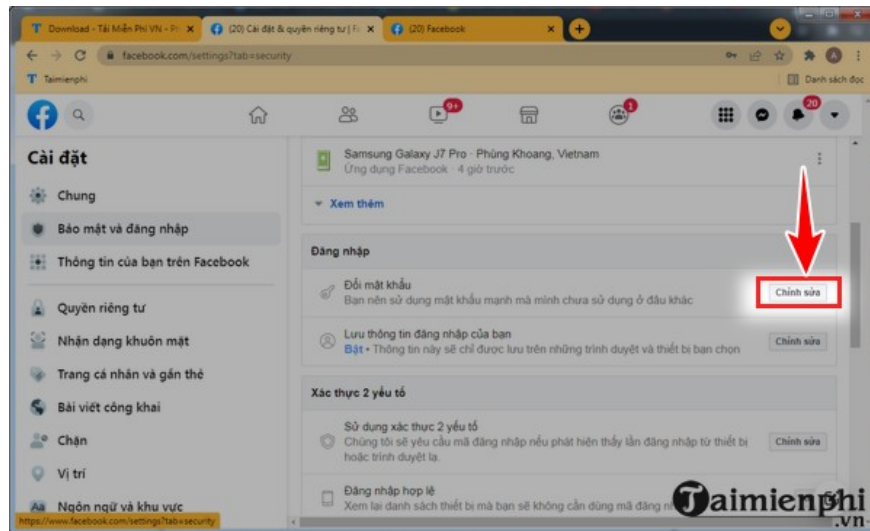 Download - Tải Miễn Phí VN - P
(20) Cài đặt & quyền riêng tư | F
(20) Facebook
facebook.com/settings?tab=security
Taimienphi
Danh sách đọc
9+
1
20
Cài đặt
Chung
Bảo mật và đăng nhập
Thông tin của bạn trên Facebook
Quyền riêng tư
Nhận dạng khuôn mặt
Trang cá nhân và gắn thẻ
Bài viết công khai
Chặn
Vị trí
Ngôn ngữ và khu vực
https://www.facebook.com/settings?tab=security
Samsung Galaxy J7 Pro · Phùng Khoang, Vietnam
Ứng dụng Facebook · 4 giờ trước
Xem thêm
Đăng nhập
Đổi mật khẩu
Bạn nên sử dụng mật khẩu mạnh mà mình chưa sử dụng ở đâu khác
Chỉnh sửa
Lưu thông tin đăng nhập của bạn
Bật • Thông tin này sẽ chỉ được lưu trên những trình duyệt và thiết bị bạn chọn
Chỉnh sửa
Xác thực 2 yếu tố
Sử dụng xác thực 2 yếu tố
Chúng tôi sẽ yêu cầu mã đăng nhập nếu phát hiện thấy lần đăng nhập từ thiết bị
hoặc trình duyệt lạ.
Chỉnh sửa
Đăng nhập hợp lệ
Xem lại danh sách thiết bị mà bạn sẽ không cần dùng mã đăng
Taimienphi
.vn